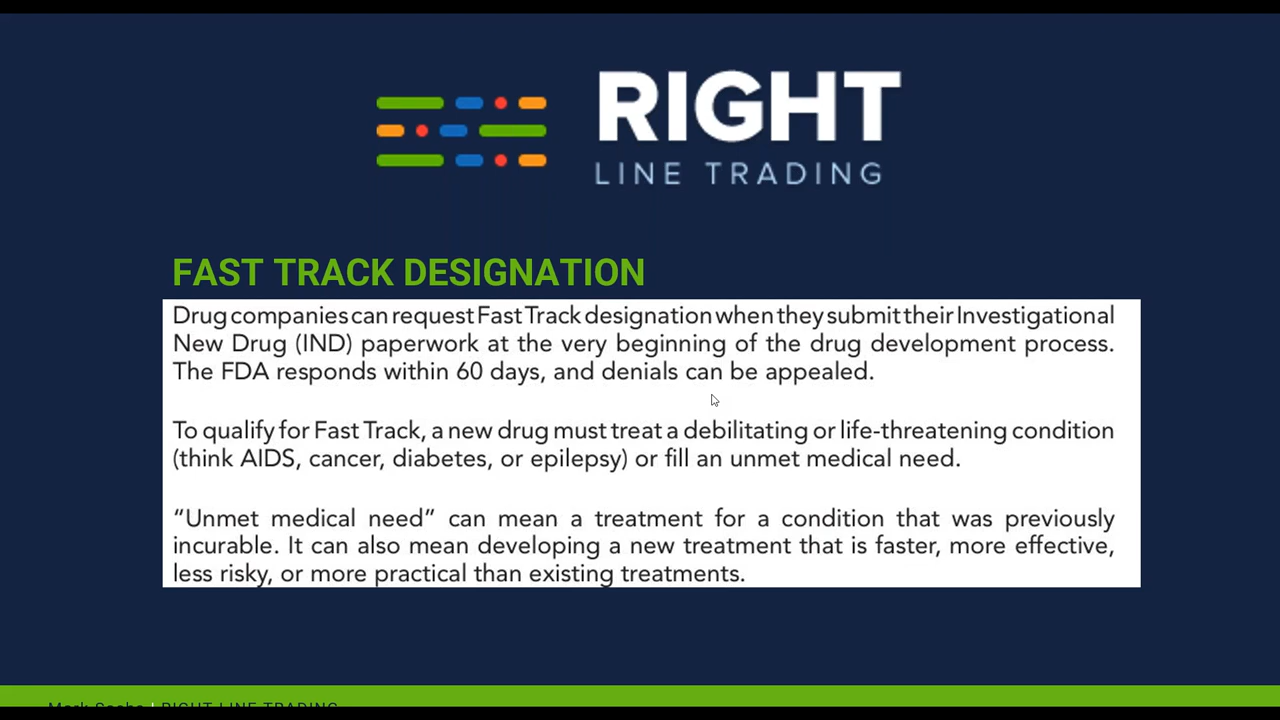 RIGHT
LINE TRADING
FAST TRACK DESIGNATION
Drug companies can request Fast Track designation when they submit their Investigational
New Drug (IND) paperwork at the very beginning of the drug development process.
The FDA responds within 60 days, and denials can be appealed.
To qualify for Fast Track, a new drug must treat a debilitating or life-threatening condition
(think AIDS, cancer, diabetes, or epilepsy) or fill an unmet medical need.
“Unmet medical need” can mean a treatment for a condition that was previously
incurable. It can also mean developing a new treatment that is faster, more effective,
less risky, or more practical than existing treatments.
| RIGHT LINE TRADING